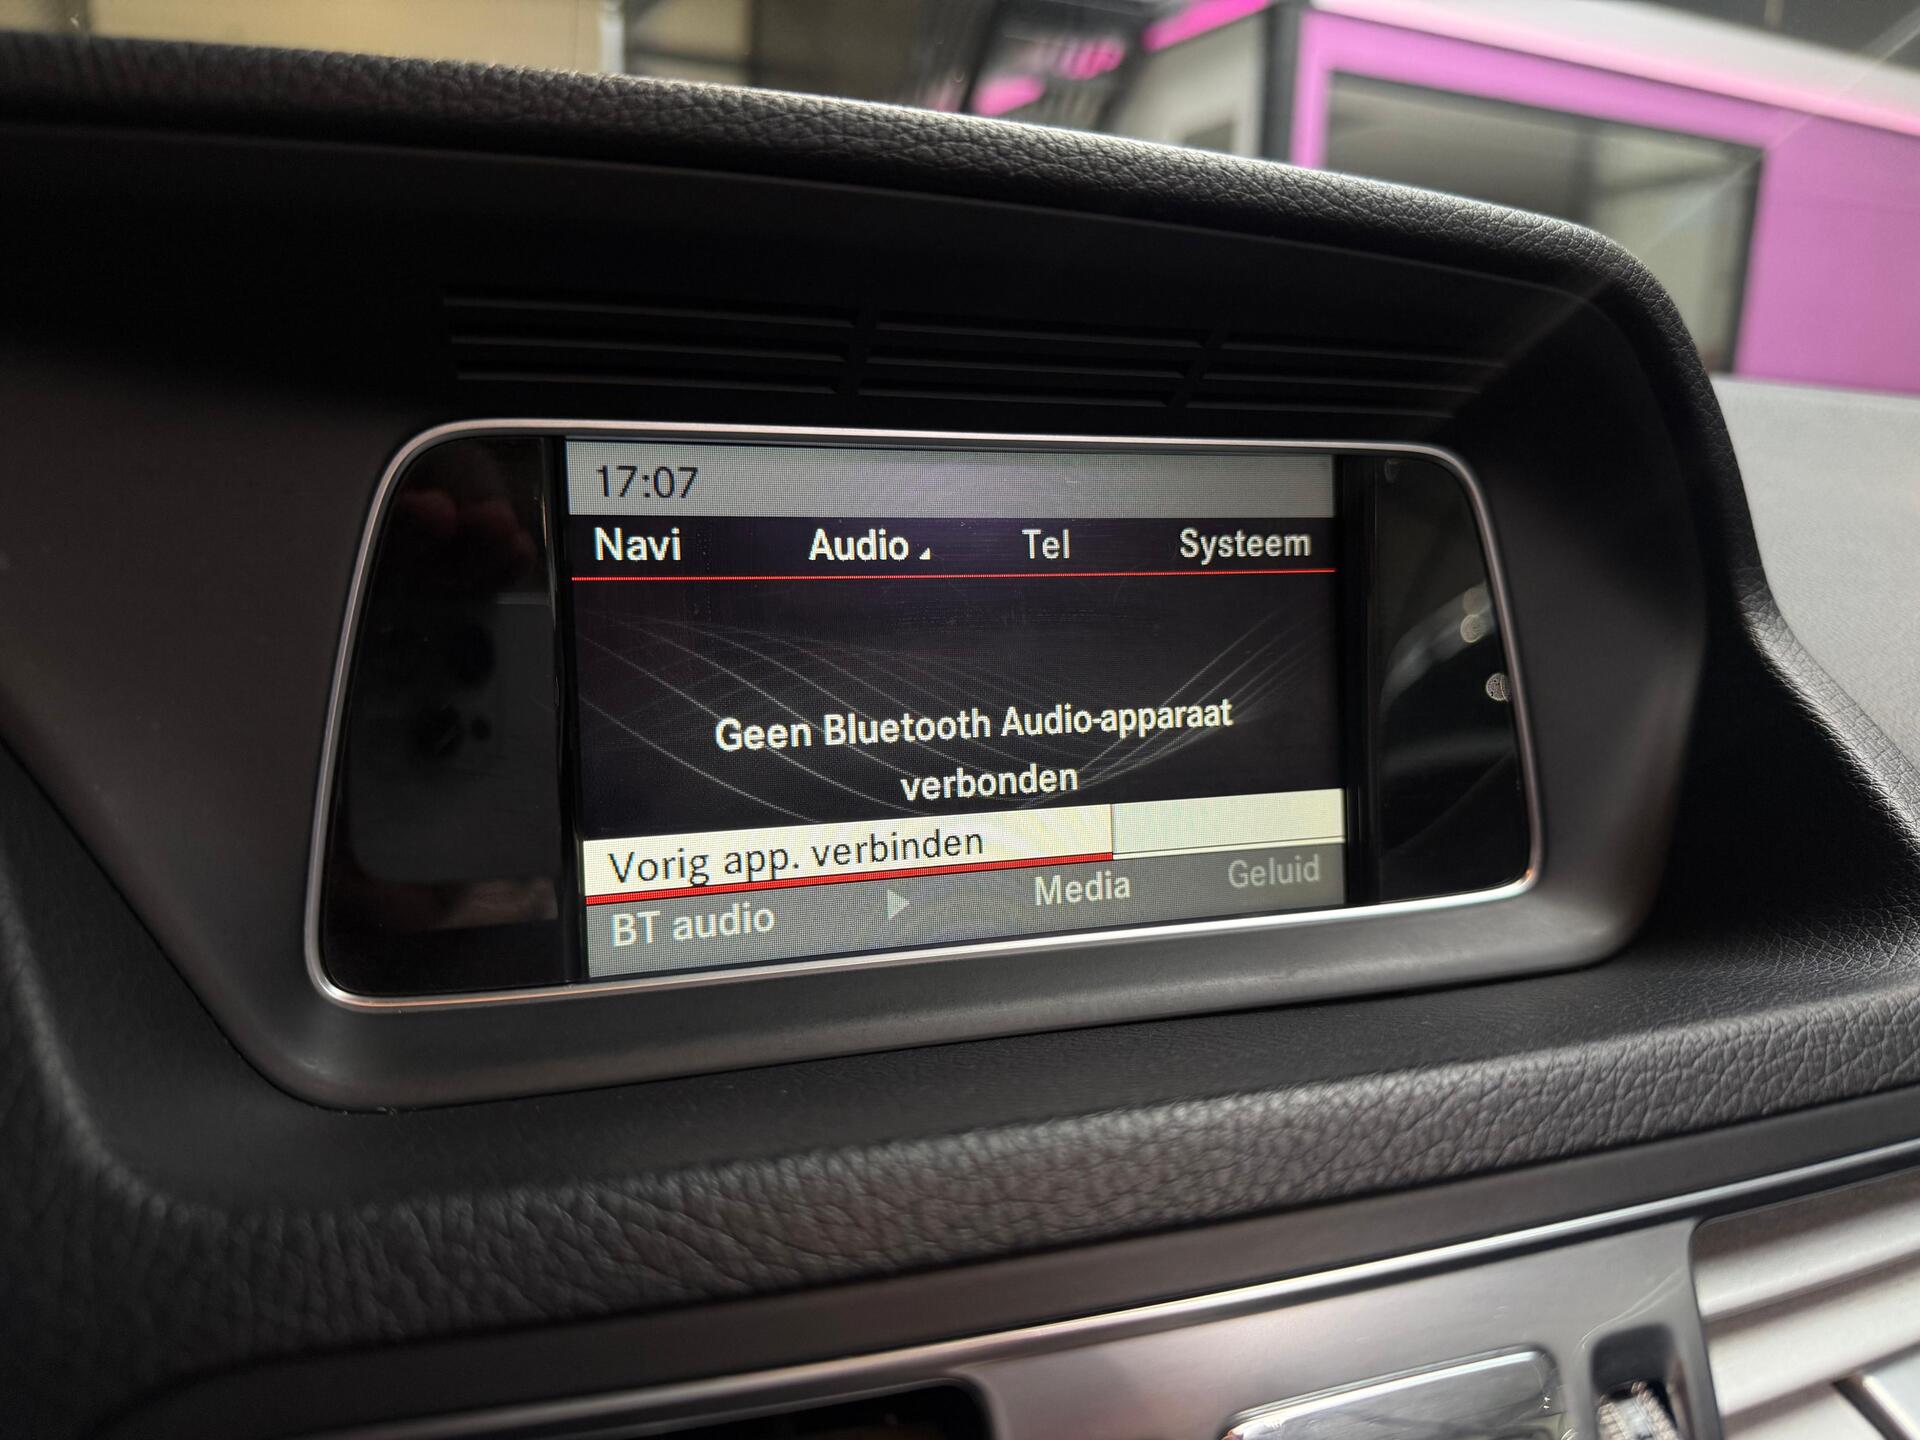 17:07
Navi Audio Tel Systeem
Geen Bluetooth Audio-apparaat
verbonden
Vorig app. verbinden
BT audio Media Geluid